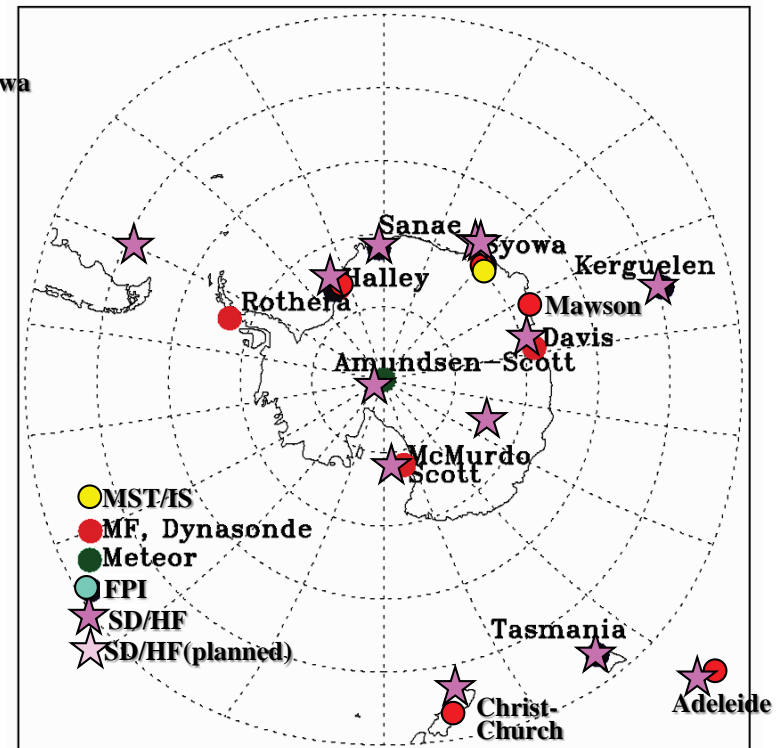 wa
Sanae
Syowa
Kerguelen
Halley
Rothera
Mawson
Davis
Amundsen-Scott
McMurdo
Scott
MST/IS
MF, Dynasonde
Meteor
FPI
SD/HF
SD/HF(planned)
Tasmania
Adeleide
Christ-
Church